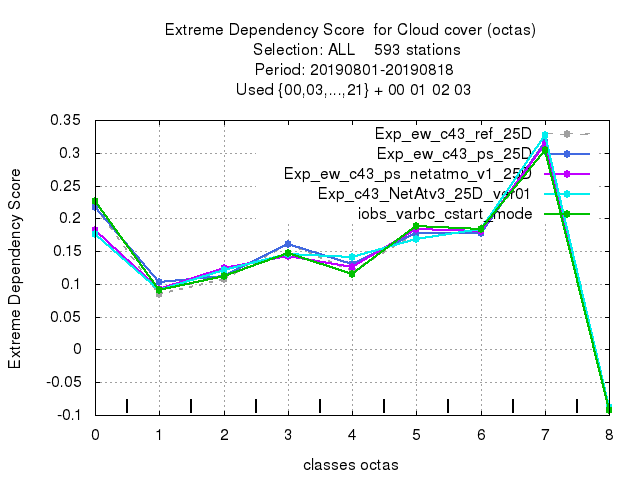 Extreme Dependency Score  for Cloud cover (octas)
Selection: ALL    593 stations
Period: 20190801-20190818
Used {00,03,...,21} + 00 01 02 03
Extreme Dependency Score
0.35
0.3
0.25
0.2
0.15
0.1
0.05
0
-0.05
-0.1
Exp_ew_c43_ref_25D
Exp_ew_c43_ps_25D
Exp_ew_c43_ps_netatmo_v1_25D
Exp_c43_NetAtv3_25D_ver01
iobs_varbc_cstart_mode
0 1 2 3 4 5 6 7 8
classes octas